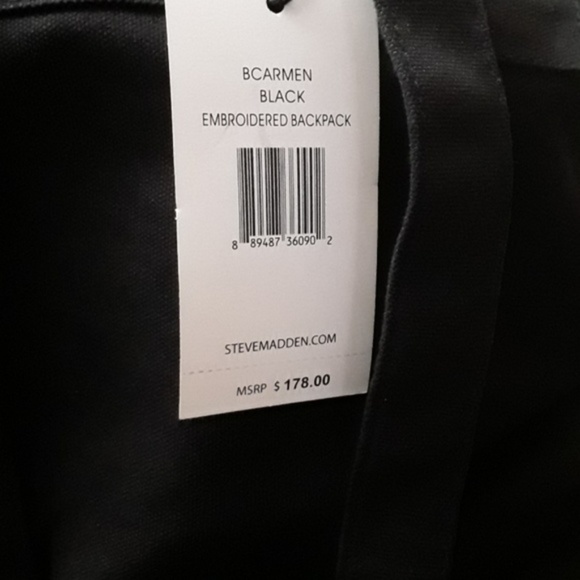 BCARMEN
BLACK
EMBROIDERED BACKPACK
8 89487 36090 2
STEVEMADDEN.COM
MSRP $ 178.00